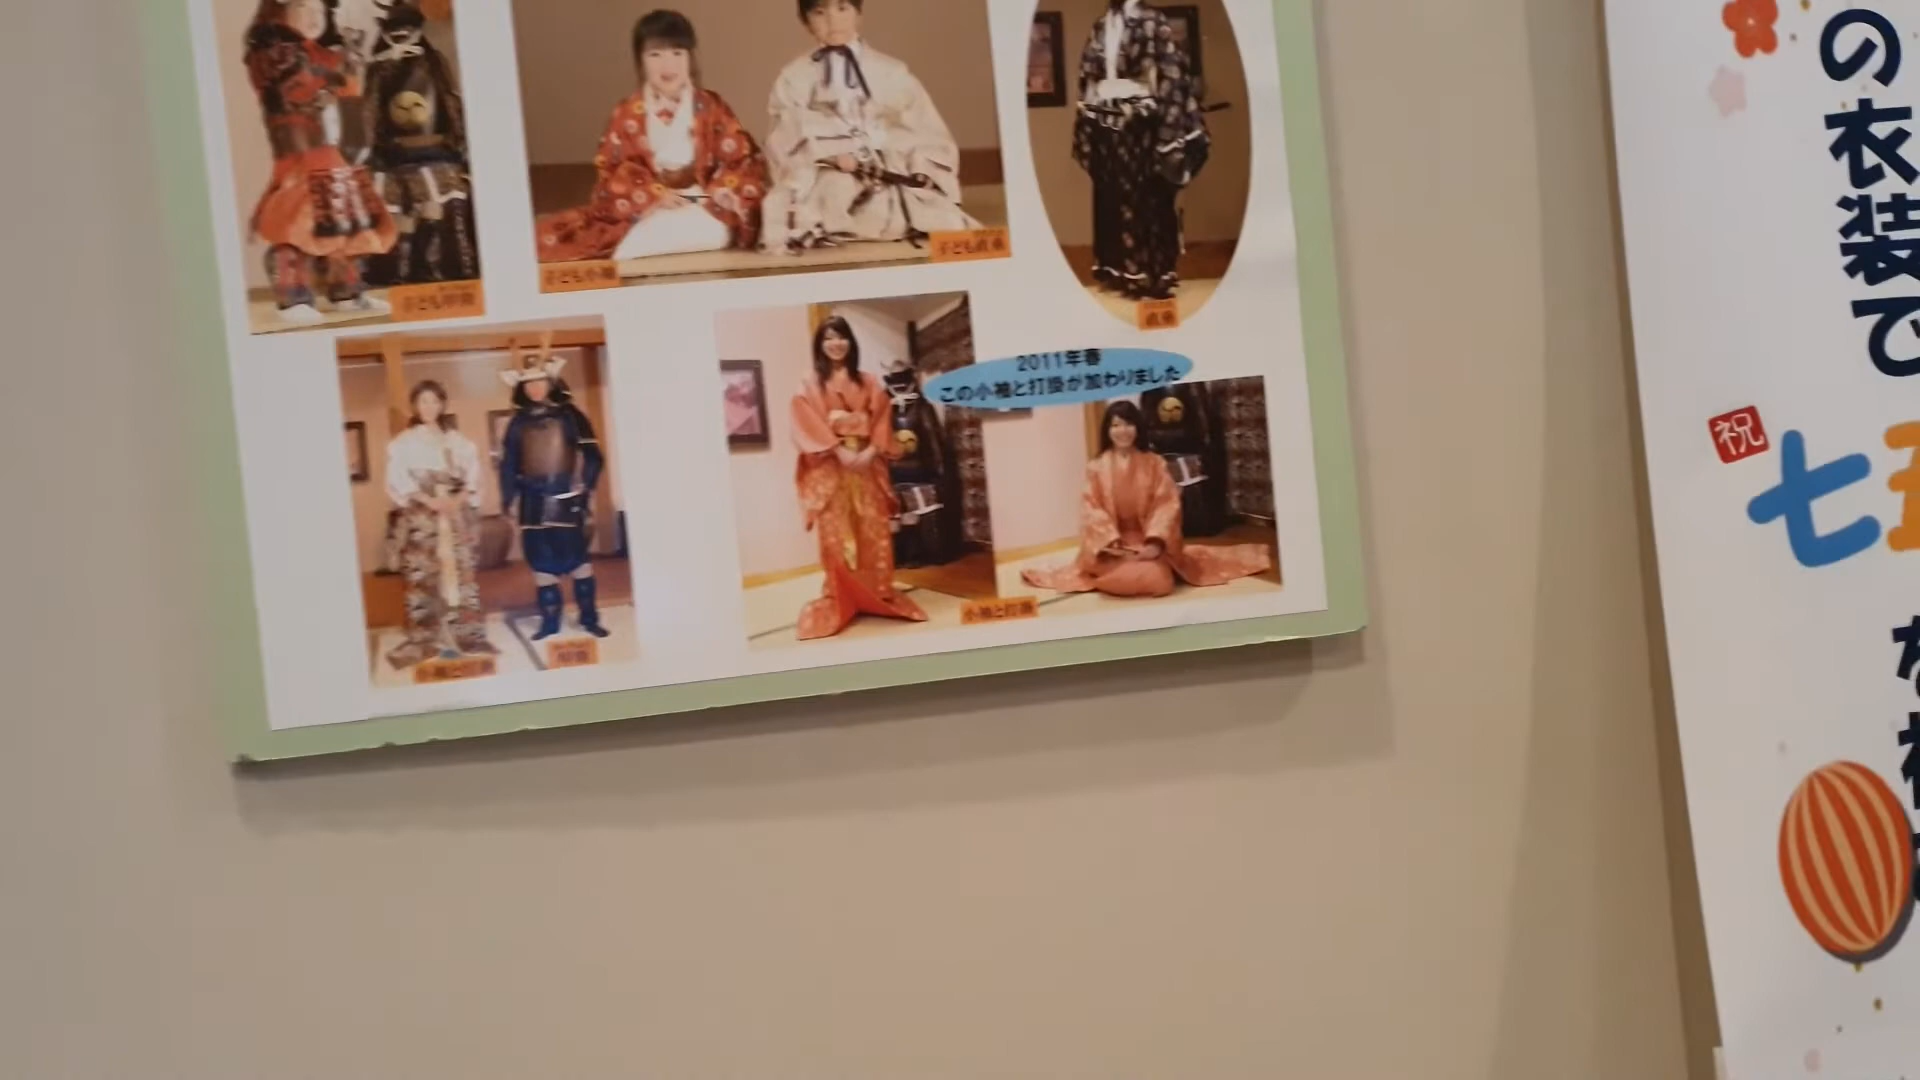 子ども甲冑
子ども小袖
子ども直垂
直垂
2011年春
この小袖と打掛が加わりました
小袖と打掛
甲冑
小袖と打掛
の衣装で
祝
七五